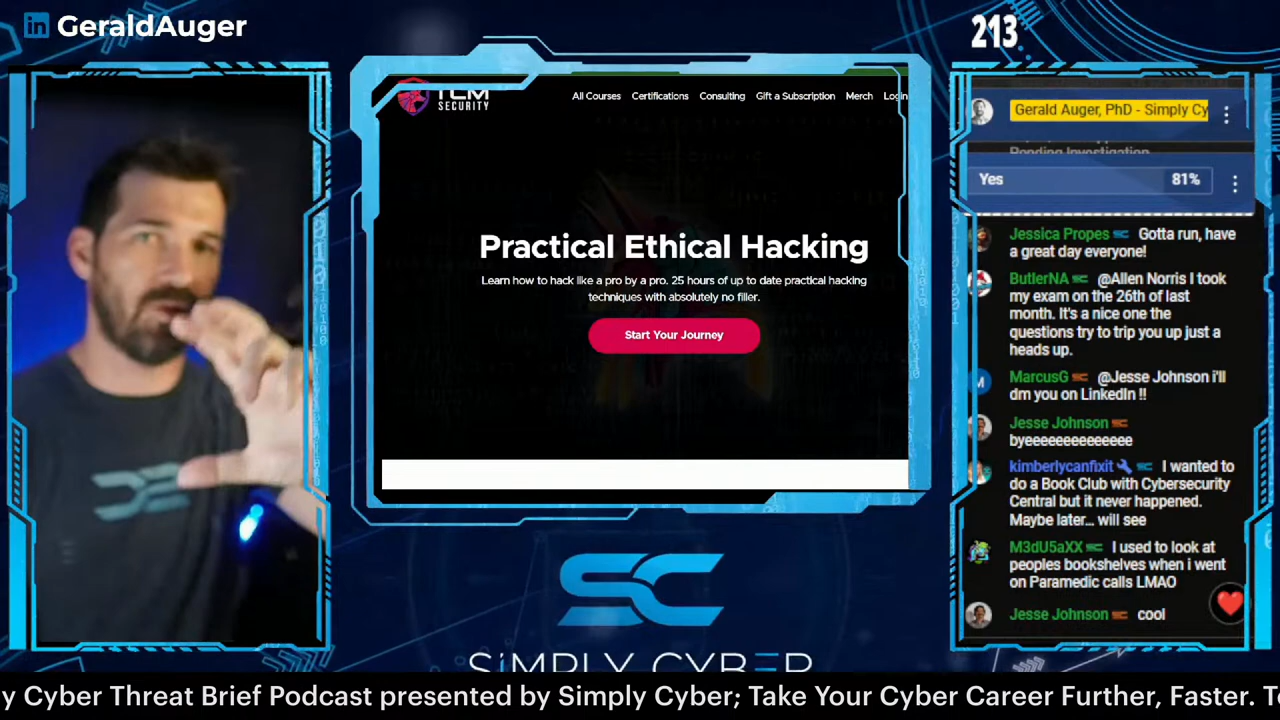 GeraldAuger
213
TCM
SECURITY
All Courses Certifications Consulting Gift a Subscription Merch Login
Practical Ethical Hacking
Learn how to hack like a pro by a pro. 25 hours of up to date practical hacking
techniques with absolutely no filler.
Start Your Journey
Gerald Auger, PhD - Simply Cy
Pending Investigation
Yes 81%
Jessica Propes Gotta run, have
a great day everyone!
ButlerNA @Allen Norris I took
my exam on the 26th of last
month. It's a nice one the
questions try to trip you up just a
heads up.
MarcusG @Jesse Johnson i'll
dm you on LinkedIn !!
Jesse Johnson
byeeeeeeeeeeeeee
kimberlycanfixit I wanted to
do a Book Club with Cybersecurity
Central but it never happened.
Maybe later... will see
M3dU5aXX I used to look at
peoples bookshelves when i went
on Paramedic calls LMAO
Jesse Johnson cool
SC
SIMPLY CYBER
y Cyber Threat Brief Podcast presented by Simply Cyber; Take Your Cyber Career Further, Faster. T